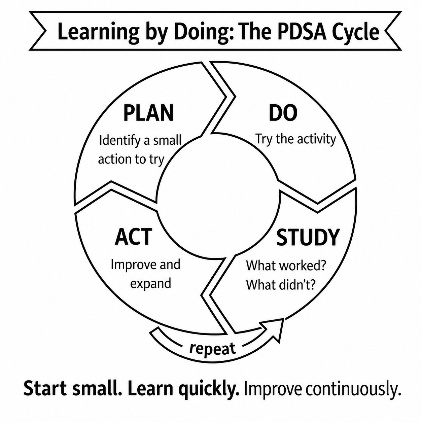 Learning by Doing: The PDSA Cycle
PLAN
Identify a small
action to try
DO
Try the activity
STUDY
What worked?
What didn't?
ACT
Improve and
expand
repeat
Start small. Learn quickly. Improve continuously.